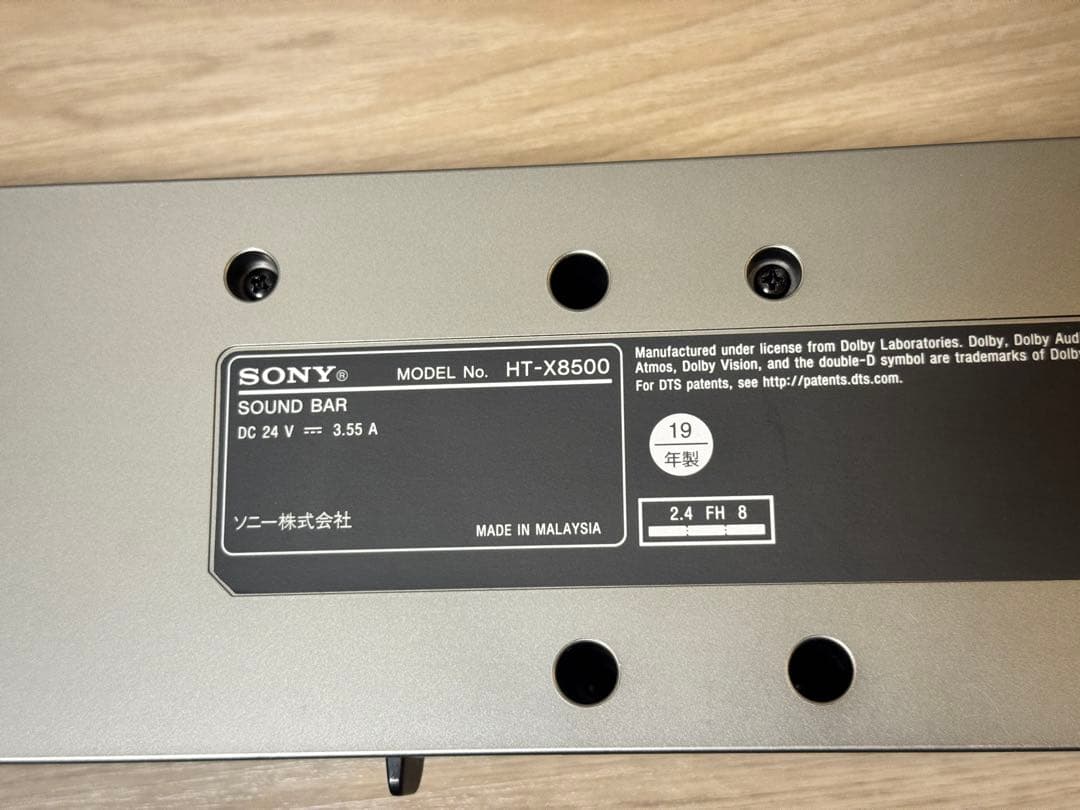 SONY® MODEL No. HT-X8500
SOUND BAR
DC 24 V ⎓ 3.55 A
ソニー株式会社
MADE IN MALAYSIA
Manufactured under license from Dolby Laboratories. Dolby, Dolby Aud
Atmos, Dolby Vision, and the double-D symbol are trademarks of Dolby
For DTS patents, see http://patents.dts.com.
19
年製
2.4 FH 8